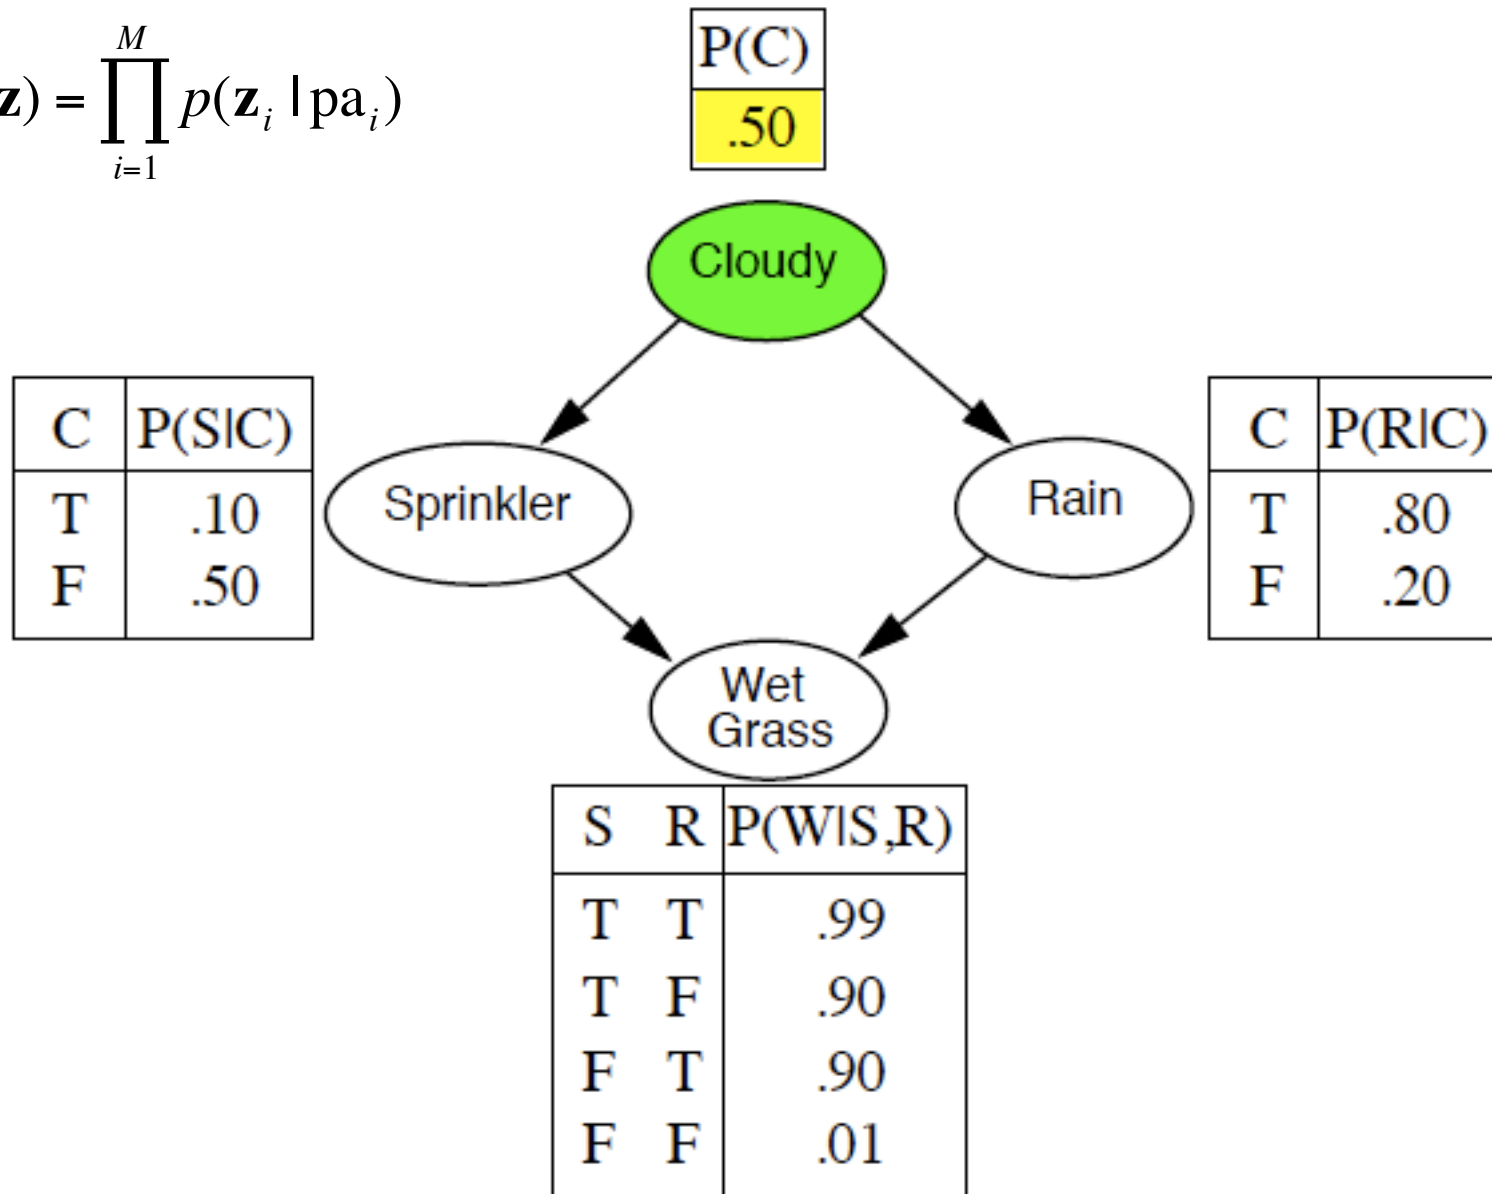 z) = ∏ p(z_i | pa_i)
M
i=1
P(C)
.50
Cloudy
C P(S|C)
T .10
F .50
Sprinkler
Rain
C P(R|C)
T .80
F .20
Wet
Grass
S R P(W|S,R)
T T .99
T F .90
F T .90
F F .01